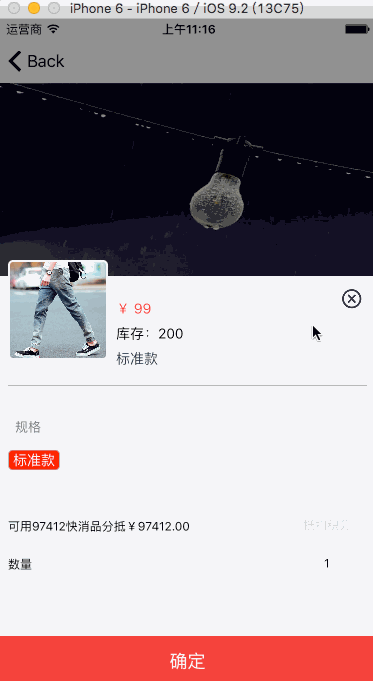 iPhone 6 - iPhone 6 / iOS 9.2 (13C75)
运营商 上午11:16
Back
¥ 99
库存：200
标准款
规格
标准款
可用97412快消品分抵¥97412.00
数量 1
确定